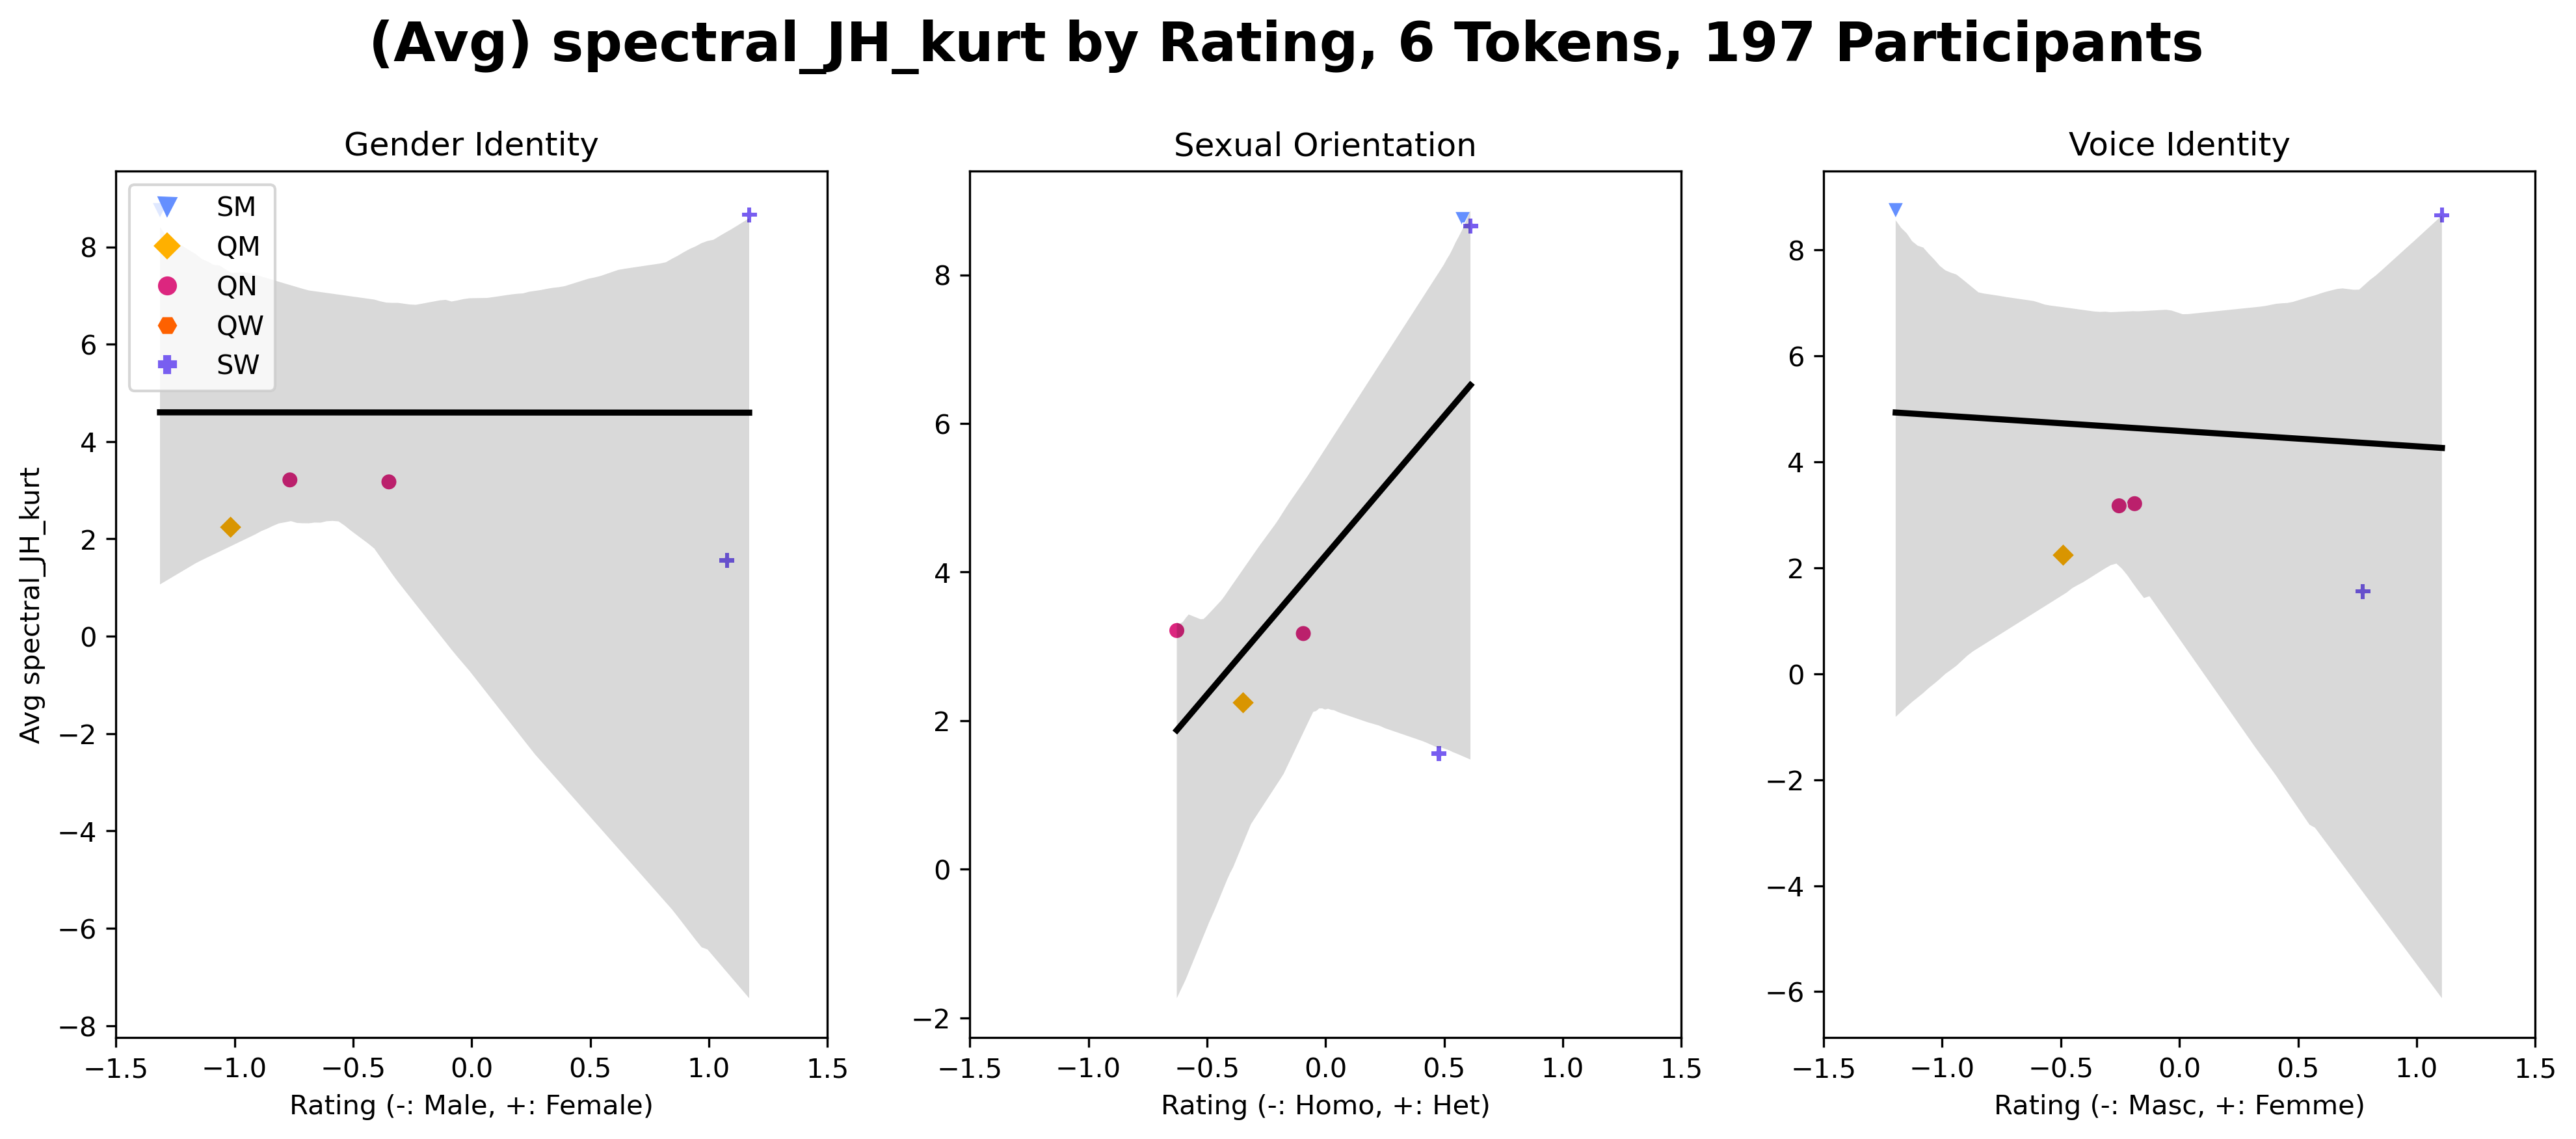 (Avg) spectral_JH_kurt by Rating, 6 Tokens, 197 Participants
Gender Identity
SM
QM
QN
QW
SW
Avg spectral_JH_kurt
8
6
4
2
0
−2
−4
−6
−8
−1.5 −1.0 −0.5 0.0 0.5 1.0 1.5
Rating (-: Male, +: Female)
Sexual Orientation
8
6
4
2
0
−2
−1.5 −1.0 −0.5 0.0 0.5 1.0 1.5
Rating (-: Homo, +: Het)
Voice Identity
8
6
4
2
0
−2
−4
−6
−1.5 −1.0 −0.5 0.0 0.5 1.0 1.5
Rating (-: Masc, +: Femme)